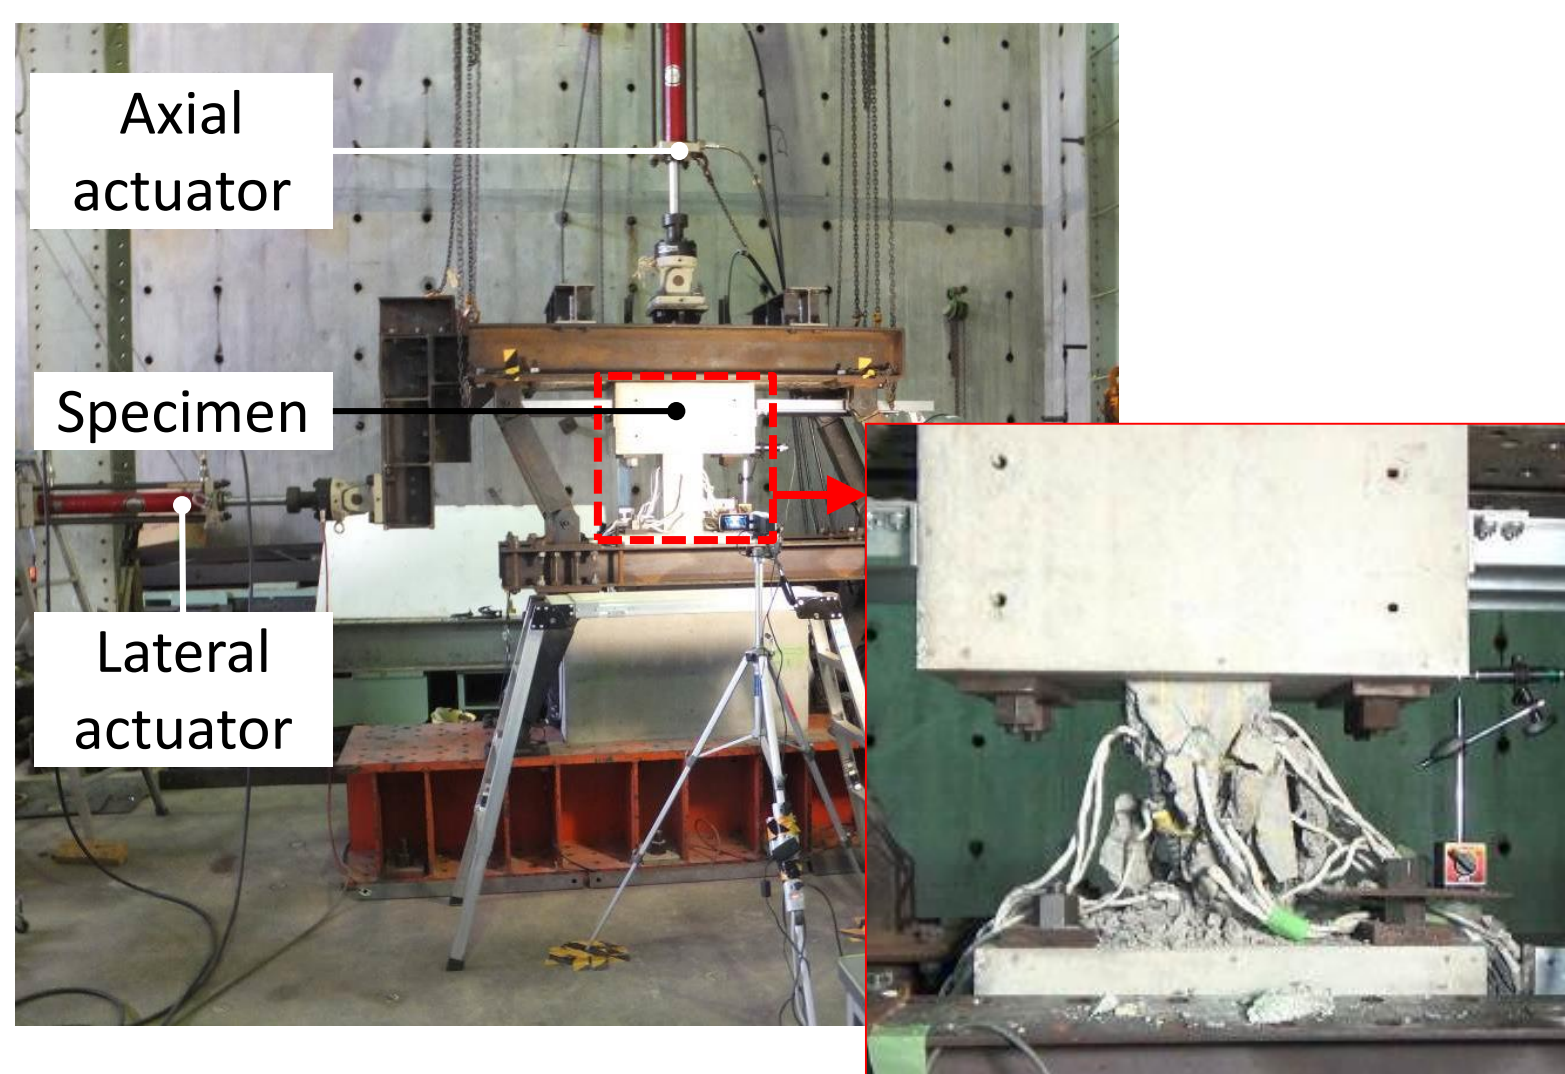 Axial
actuator
Specimen
Lateral
actuator